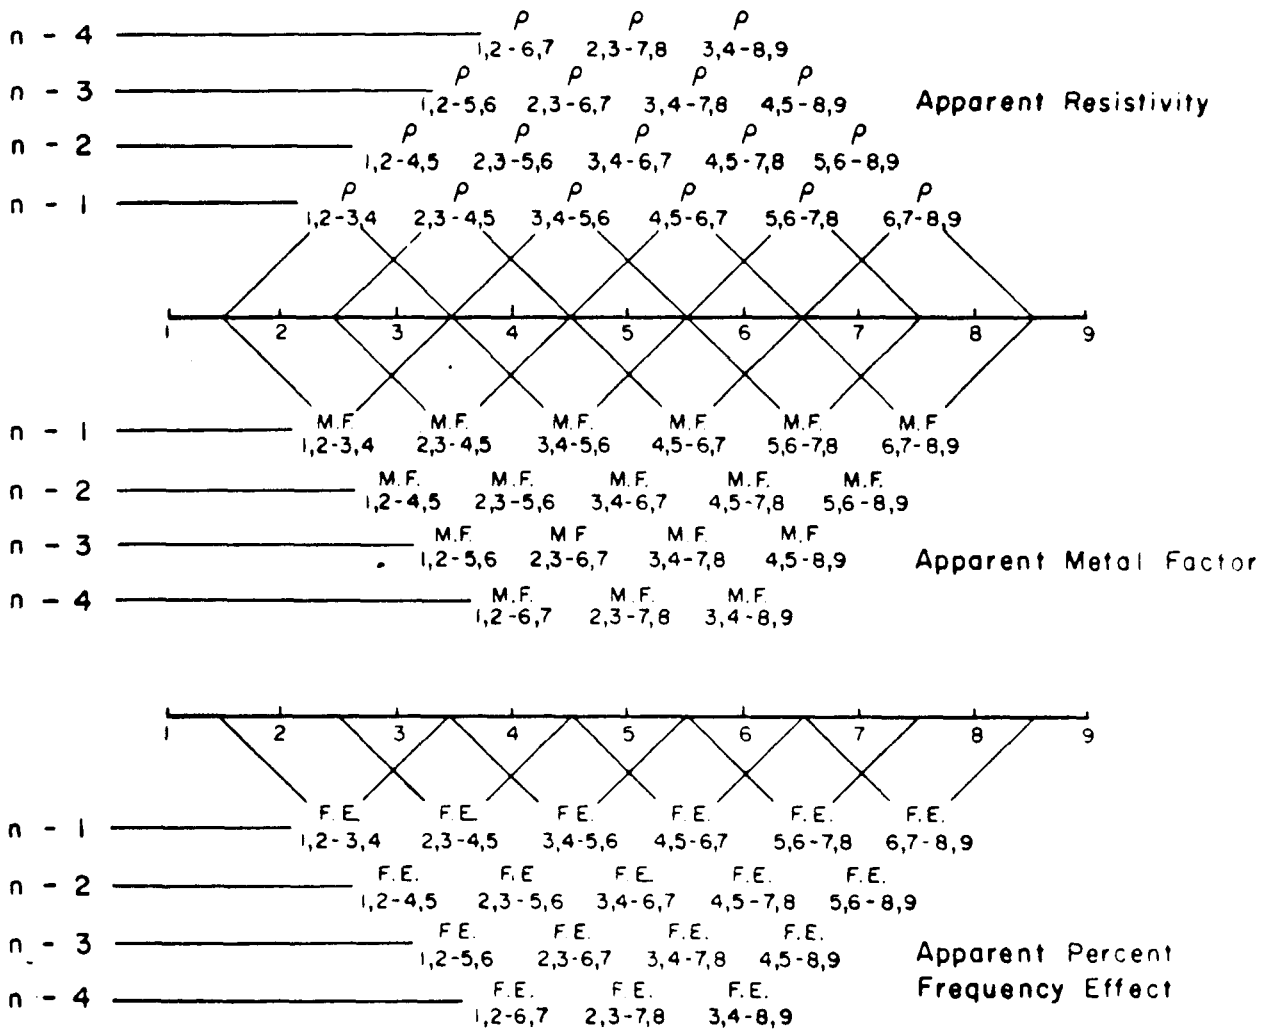 ρ ρ ρ
n - 4 1,2-6,7 2,3-7,8 3,4-8,9
ρ ρ ρ ρ
n - 3 1,2-5,6 2,3-6,7 3,4-7,8 4,5-8,9 Apparent Resistivity
ρ ρ ρ ρ ρ
n - 2 1,2-4,5 2,3-5,6 3,4-6,7 4,5-7,8 5,6-8,9
ρ ρ ρ ρ ρ ρ
n - 1 1,2-3,4 2,3-4,5 3,4-5,6 4,5-6,7 5,6-7,8 6,7-8,9
1 2 3 4 5 6 7 8 9
M.F. M.F. M.F. M.F. M.F. M.F
n - 1 1,2-3,4 2,3-4,5 3,4-5,6 4,5-6,7 5,6-7,8 6,7-8,9
M.F. M.F. M.F. M.F. M.F.
n - 2 1,2-4,5 2,3-5,6 3,4-6,7 4,5-7,8 5,6-8,9
M.F. M F M.F. M.F
n - 3 1,2-5,6 2,3-6,7 3,4-7,8 4,5-8,9 Apparent Metal Factor
M.F. M.F. M.F.
n - 4 1,2-6,7 2,3-7,8 3,4-8,9
1 2 3 4 5 6 7 8 9
F.E. F.E. F.E. F.E. F.E. F.E.
n - 1 1,2-3,4 2,3-4,5 3,4-5,6 4,5-6,7 5,6-7,8 6,7-8,9
F.E. F.E F.E. F.E. F.E.
n - 2 1,2-4,5 2,3-5,6 3,4-6,7 4,5-7,8 5,6-8,9
F.E. F.E. F.E. F.E.
n - 3 1,2-5,6 2,3-6,7 3,4-7,8 4,5-8,9 Apparent Percent
F.E. F.E. F.E. Frequency Effect
n - 4 1,2-6,7 2,3-7,8 3,4-8,9